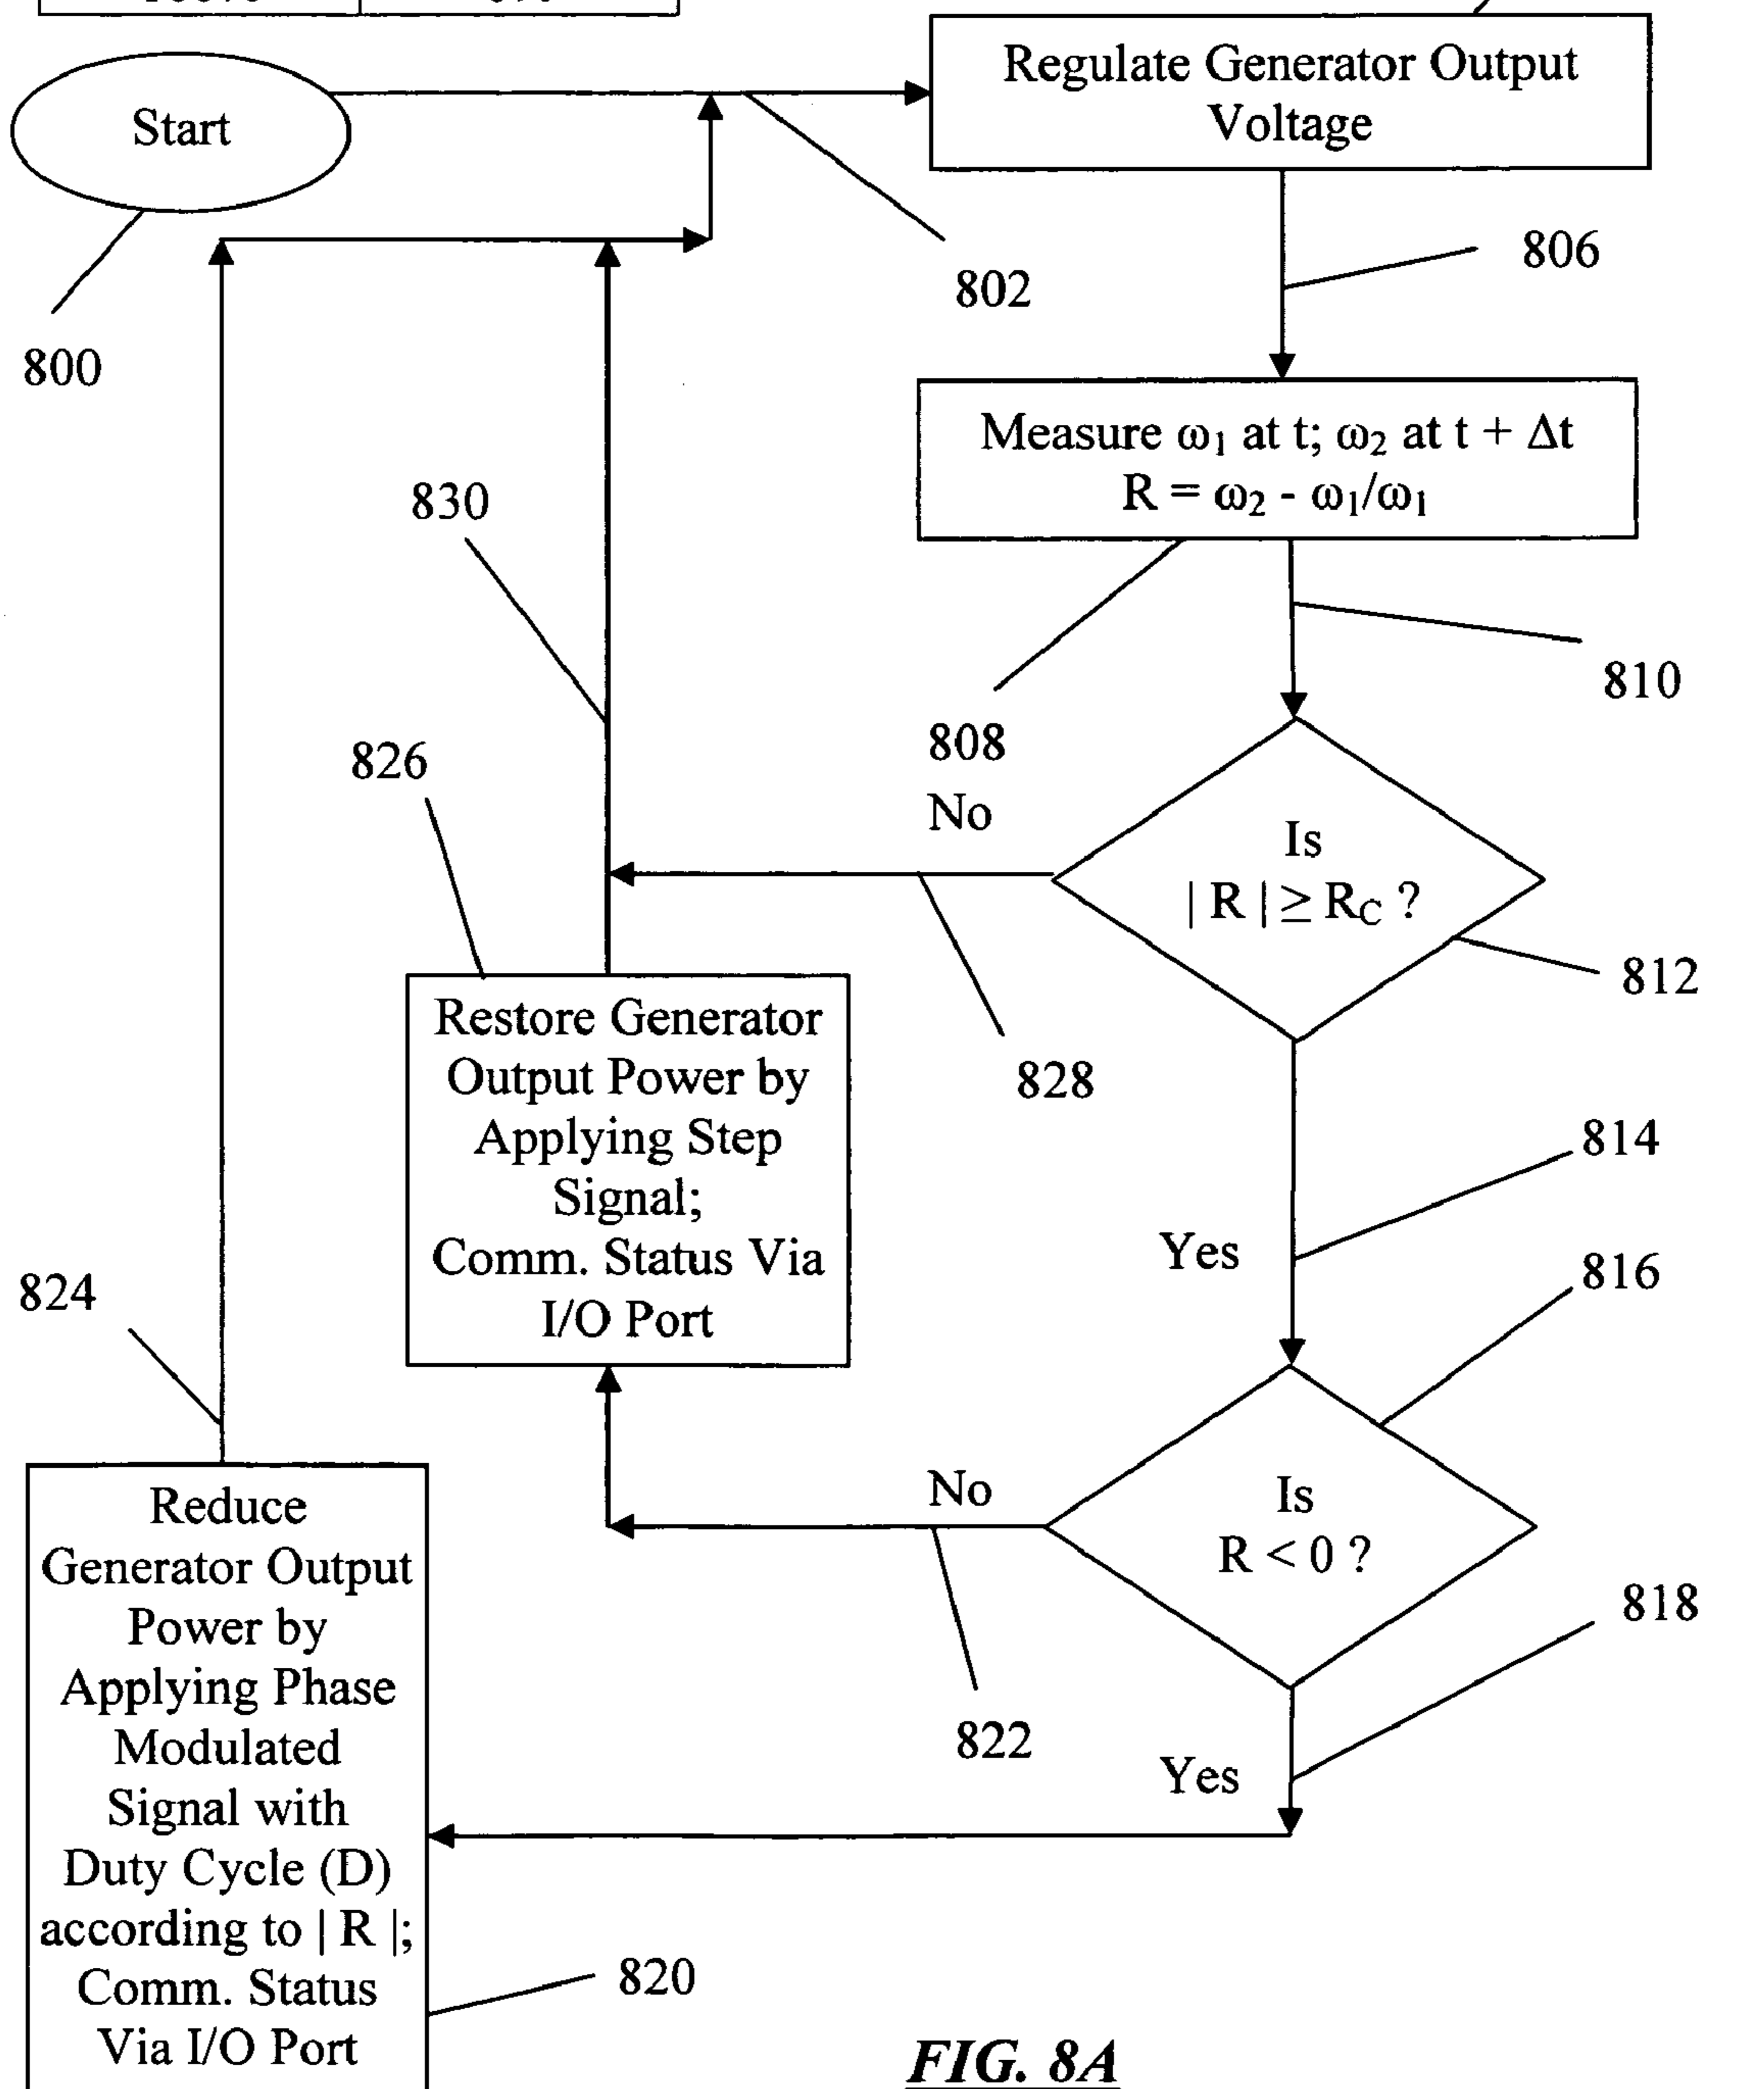 Start
Regulate Generator Output
Voltage
802
806
800
Measure ω₁ at t; ω₂ at t + Δt
R = ω₂ - ω₁/ω₁
830
810
808
826
No
Is
| R | ≥ R_C ?
812
828
Restore Generator
Output Power by
Applying Step
Signal;
Comm. Status Via
I/O Port
814
Yes
816
824
No
Is
R < 0 ?
818
822
Yes
Reduce
Generator Output
Power by
Applying Phase
Modulated
Signal with
Duty Cycle (D)
according to | R |;
Comm. Status
Via I/O Port
820
FIG. 8A